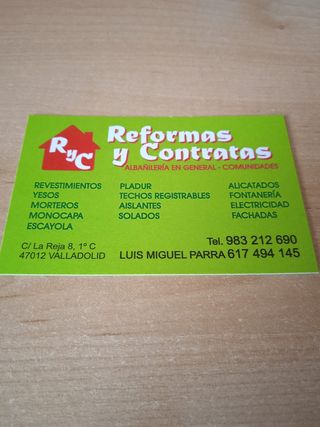 RyC
Reformas
y Contratas
ALBAÑILERÍA EN GENERAL - COMUNIDADES
REVESTIMIENTOS
YESOS
MORTEROS
MONOCAPA
ESCAYOLA
PLADUR
TECHOS REGISTRABLES
AISLANTES
SOLADOS
ALICATADOS
FONTANERÍA
ELECTRICIDAD
FACHADAS
C/ La Reja 8, 1º C
47012 VALLADOLID
Tel. 983 212 690
LUIS MIGUEL PARRA 617 494 145